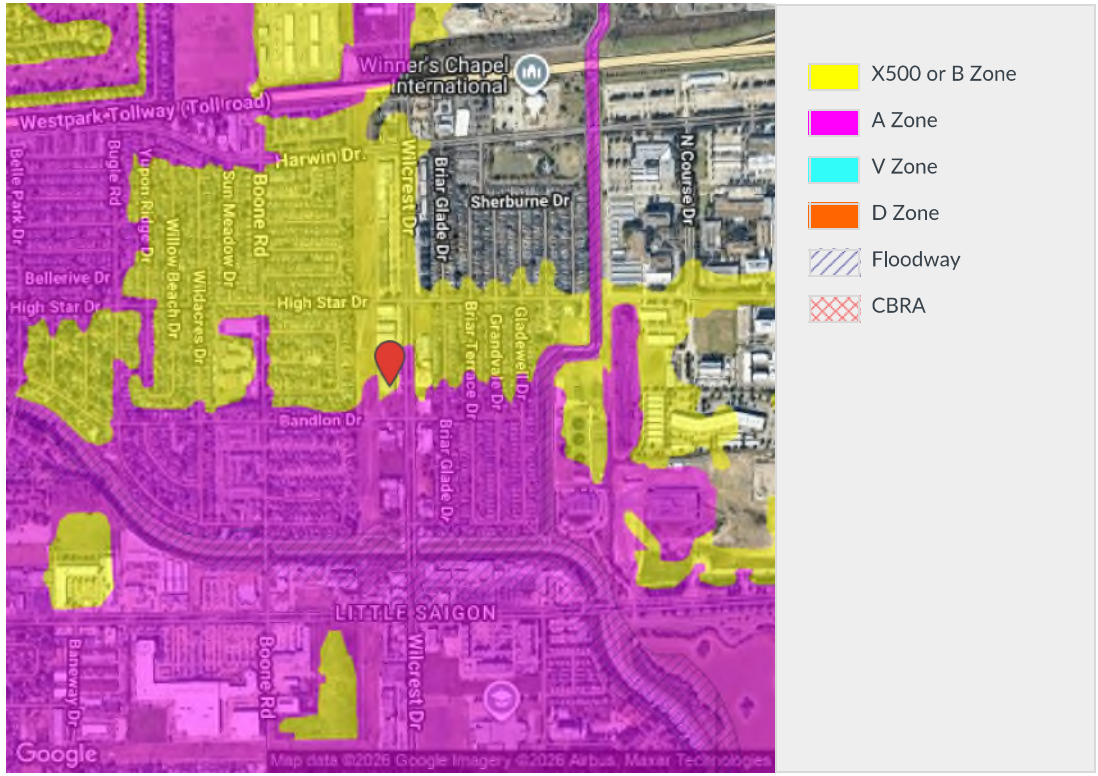 Winner's Chapel
International
Westpark Tollway (Toll road)
Harwin Dr.
Belle Park Dr
Bugle Rd
Yupon Ridge Dr
Willow Beach Dr
Wildacres Dr
Sun Meadow Dr
Boone Rd
Wilcrest Dr
Briar Glade Dr
Sherburne Dr
N Course Dr
Bellerive Dr
High Star Dr
High Star Dr
Briar Terrace Dr
Grandvale Dr
Gladewell Dr
Bandlon Dr
Briar Glade Dr
LITTLE SAIGON
Baneway Dr
Boone Rd
Wilcrest Dr
Google
Map data ©2026 Google Imagery ©2026 Airbus, Maxar Technologies
X500 or B Zone
A Zone
V Zone
D Zone
Floodway
CBRA